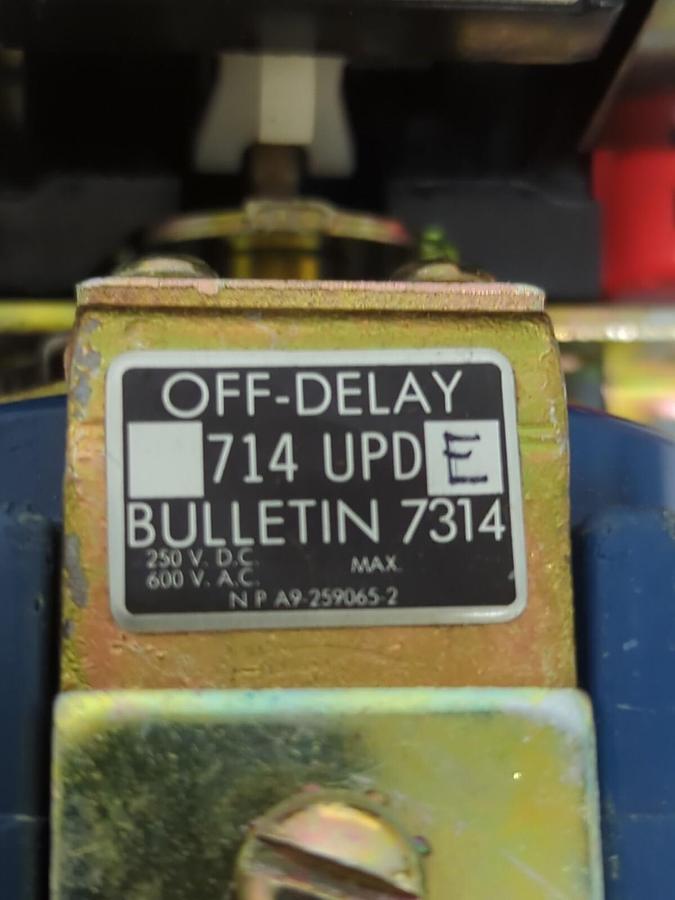 OFF-DELAY
714 UPD E
BULLETIN 7314
250 V. D.C.
600 V. A.C. MAX.
N P A9-259065-2